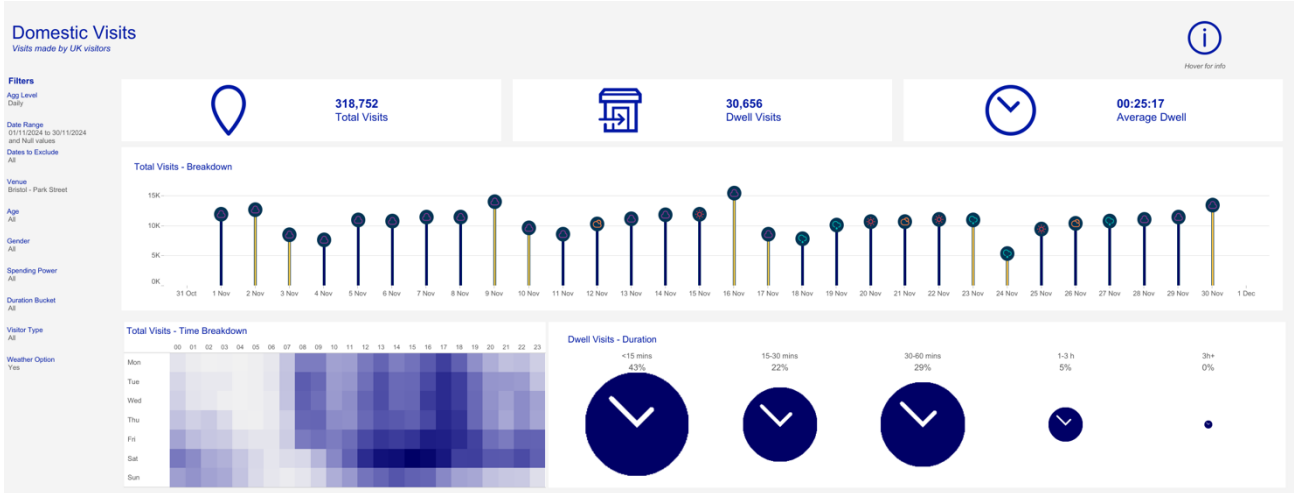 Domestic Visits
Visits made by UK visitors
Hover for info
Filters
Agg Level
Daily
Date Range
01/11/2024 to 30/11/2024
and Null values
Dates to Exclude
All
Venue
Bristol - Park Street
Age
All
Gender
All
Spending Power
All
Duration Bucket
All
Visitor Type
All
Weather Option
Yes
318,752
Total Visits
30,656
Dwell Visits
00:25:17
Average Dwell
Total Visits - Breakdown
15K
10K
5K
0K
31 Oct 1 Nov 2 Nov 3 Nov 4 Nov 5 Nov 6 Nov 7 Nov 8 Nov 9 Nov 10 Nov 11 Nov 12 Nov 13 Nov 14 Nov 15 Nov 16 Nov 17 Nov 18 Nov 19 Nov 20 Nov 21 Nov 22 Nov 23 Nov 24 Nov 25 Nov 26 Nov 27 Nov 28 Nov 29 Nov 30 Nov 1 Dec
Total Visits - Time Breakdown
00 01 02 03 04 05 06 07 08 09 10 11 12 13 14 15 16 17 18 19 20 21 22 23
Mon
Tue
Wed
Thu
Fri
Sat
Sun
Dwell Visits - Duration
<15 mins 15-30 mins 30-60 mins 1-3 h 3h+
43% 22% 29% 5% 0%